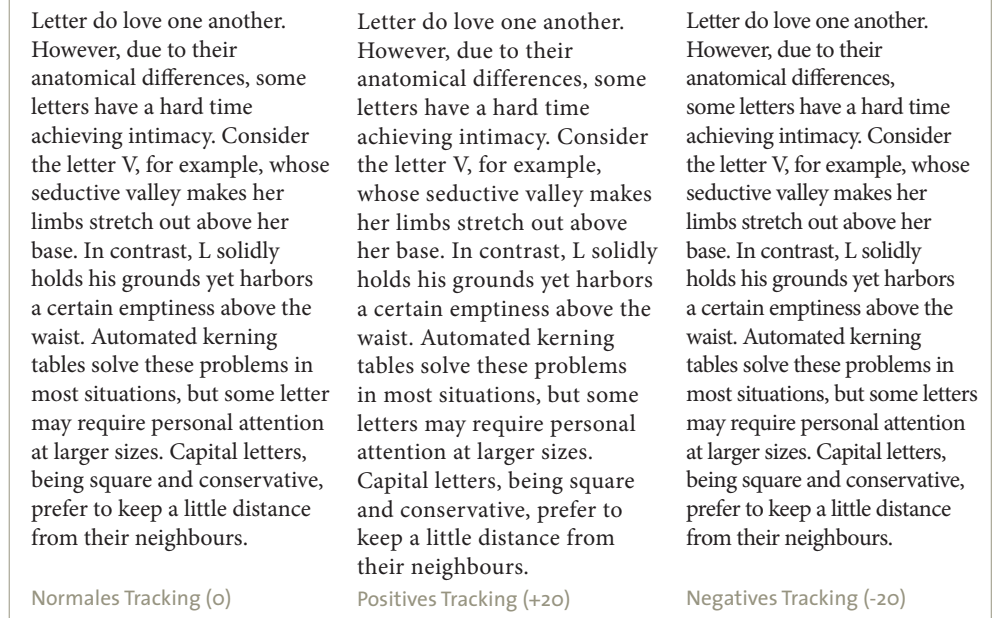 Letter do love one another.
However, due to their
anatomical differences, some
letters have a hard time
achieving intimacy. Consider
the letter V, for example, whose
seductive valley makes her
limbs stretch out above her
base. In contrast, L solidly
holds his grounds yet harbors
a certain emptiness above the
waist. Automated kerning
tables solve these problems in
most situations, but some letter
may require personal attention
at larger sizes. Capital letters,
being square and conservative,
prefer to keep a little distance
from their neighbours.
Normales Tracking (0)
Letter do love one another.
However, due to their
anatomical differences, some
letters have a hard time
achieving intimacy. Consider
the letter V, for example,
whose seductive valley makes
her limbs stretch out above
her base. In contrast, L solidly
holds his grounds yet harbors
a certain emptiness above the
waist. Automated kerning
tables solve these problems
in most situations, but some
letters may require personal
attention at larger sizes.
Capital letters, being square
and conservative, prefer to
keep a little distance from
their neighbours.
Positives Tracking (+20)
Letter do love one another.
However, due to their
anatomical differences,
some letters have a hard time
achieving intimacy. Consider
the letter V, for example, whose
seductive valley makes her
limbs stretch out above her
base. In contrast, L solidly
holds his grounds yet harbors
a certain emptiness above the
waist. Automated kerning
tables solve these problems in
most situations, but some letters
may require personal attention
at larger sizes. Capital letters,
being square and conservative,
prefer to keep a little distance
from their neighbours.
Negatives Tracking (-20)